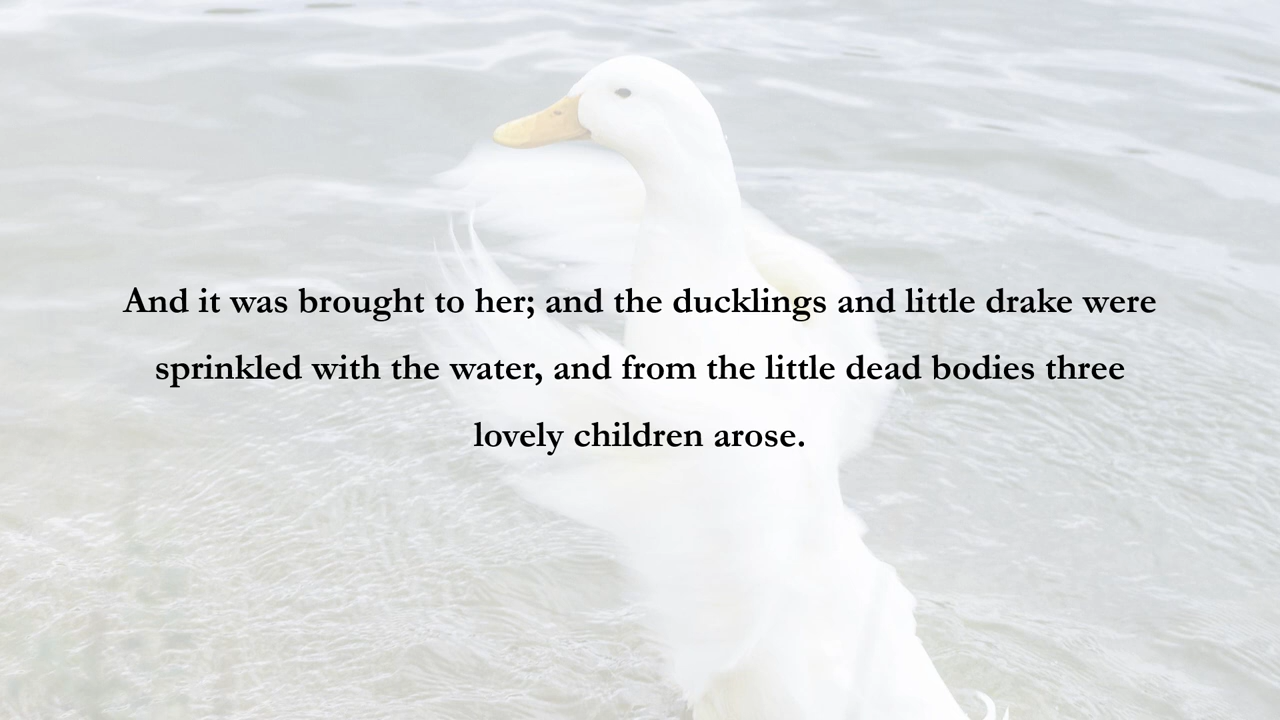 And it was brought to her; and the ducklings and little drake were
sprinkled with the water, and from the little dead bodies three
lovely children arose.